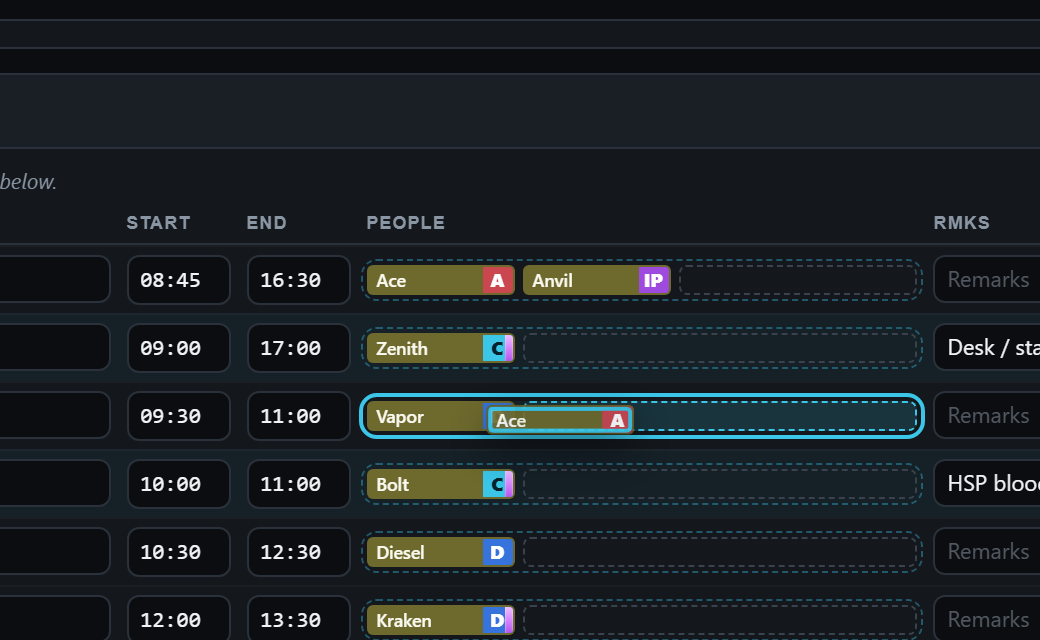 below.
START END PEOPLE RMKS
08:45 16:30 Ace A Anvil IP Remarks
09:00 17:00 Zenith C Desk / sta
09:30 11:00 Vapor Ace A Remarks
10:00 11:00 Bolt C HSP bloo
10:30 12:30 Diesel D Remarks
12:00 13:30 Kraken D Remarks